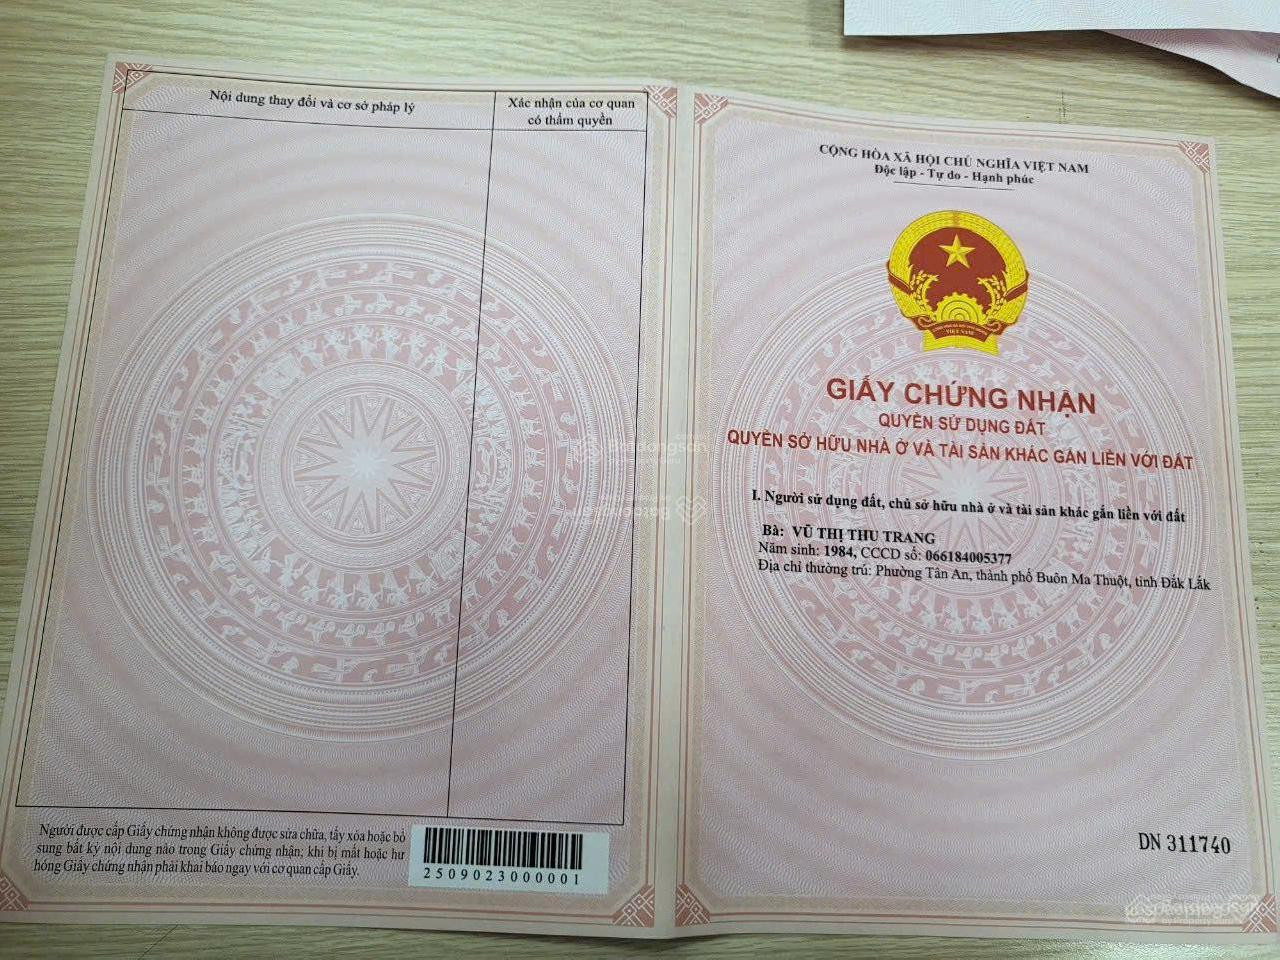 Nội dung thay đổi và cơ sở pháp lý
Xác nhận của cơ quan
có thẩm quyền
Người được cấp Giấy chứng nhận không được sửa chữa, tẩy xóa hoặc bổ
sung bất kỳ nội dung nào trong Giấy chứng nhận; khi bị mất hoặc hư
hỏng Giấy chứng nhận phải khai báo ngay với cơ quan cấp Giấy.
2509023000001
CỘNG HÒA XÃ HỘI CHỦ NGHĨA VIỆT NAM
Độc lập - Tự do - Hạnh phúc
VIỆT NAM
GIẤY CHỨNG NHẬN
QUYỀN SỬ DỤNG ĐẤT
QUYỀN SỞ HỮU NHÀ Ở VÀ TÀI SẢN KHÁC GẮN LIỀN VỚI ĐẤT
I. Người sử dụng đất, chủ sở hữu nhà ở và tài sản khác gắn liền với đất
Bà: VŨ THỊ THU TRANG
Năm sinh: 1984, CCCD số: 066184005377
Địa chỉ thường trú: Phường Tân An, thành phố Buôn Ma Thuột, tỉnh Đắk Lắk
DN 311740
Batdongsan